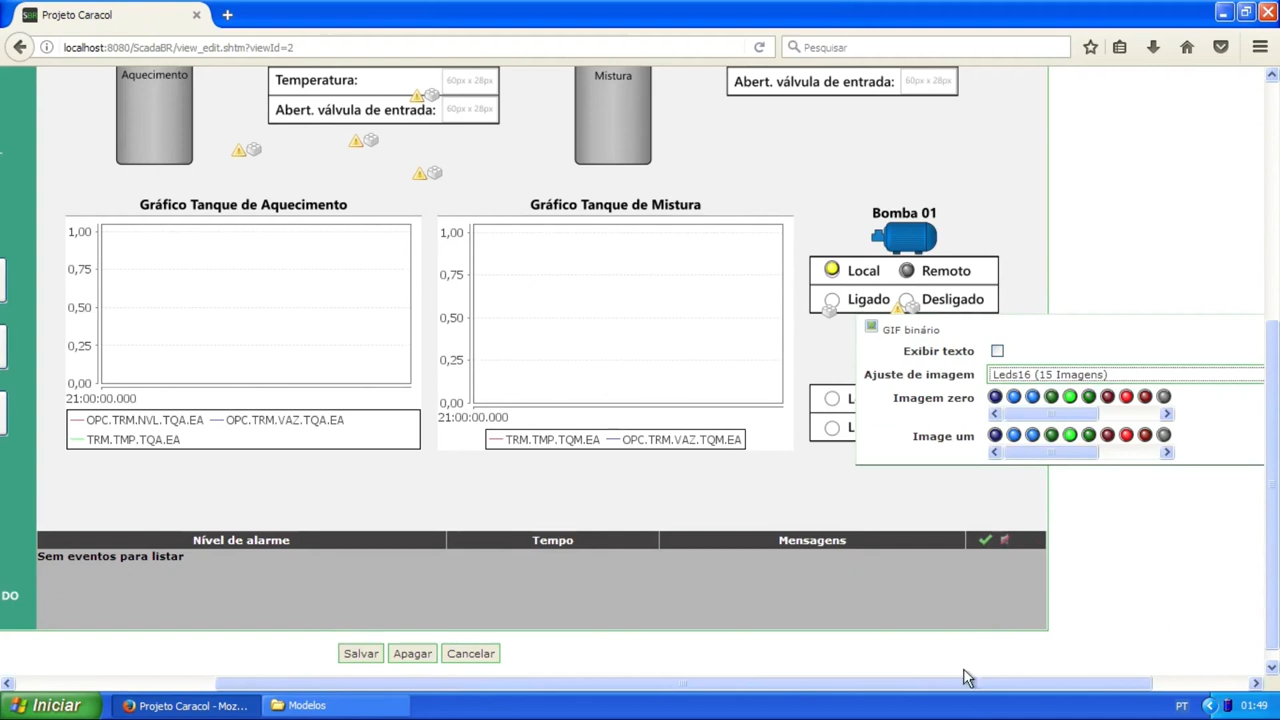 Projeto Caracol
localhost:8080/ScadaBR/view_edit.shtm?viewId=2
Pesquisar
Aquecimento
Temperatura: 60px x 28px
Abert. válvula de entrada: 60px x 28px
Mistura
Abert. válvula de entrada: 60px x 28px
Gráfico Tanque de Aquecimento
1,00
0,75
0,50
0,25
0,00
21:00:00.000
OPC.TRM.NVL.TQA.EA OPC.TRM.VAZ.TQA.EA
TRM.TMP.TQA.EA
Gráfico Tanque de Mistura
1,00
0,75
0,50
0,25
0,00
21:00:00.000
TRM.TMP.TQM.EA OPC.TRM.VAZ.TQM.EA
Bomba 01
Local Remoto
Ligado Desligado
GIF binário
Exibir texto
Ajuste de imagem Leds16 (15 Imagens)
Imagem zero
Image um
L
L
Nível de alarme Tempo Mensagens
Sem eventos para listar
DO
Salvar Apagar Cancelar
Iniciar Projeto Caracol - Moz... Modelos PT 01:49